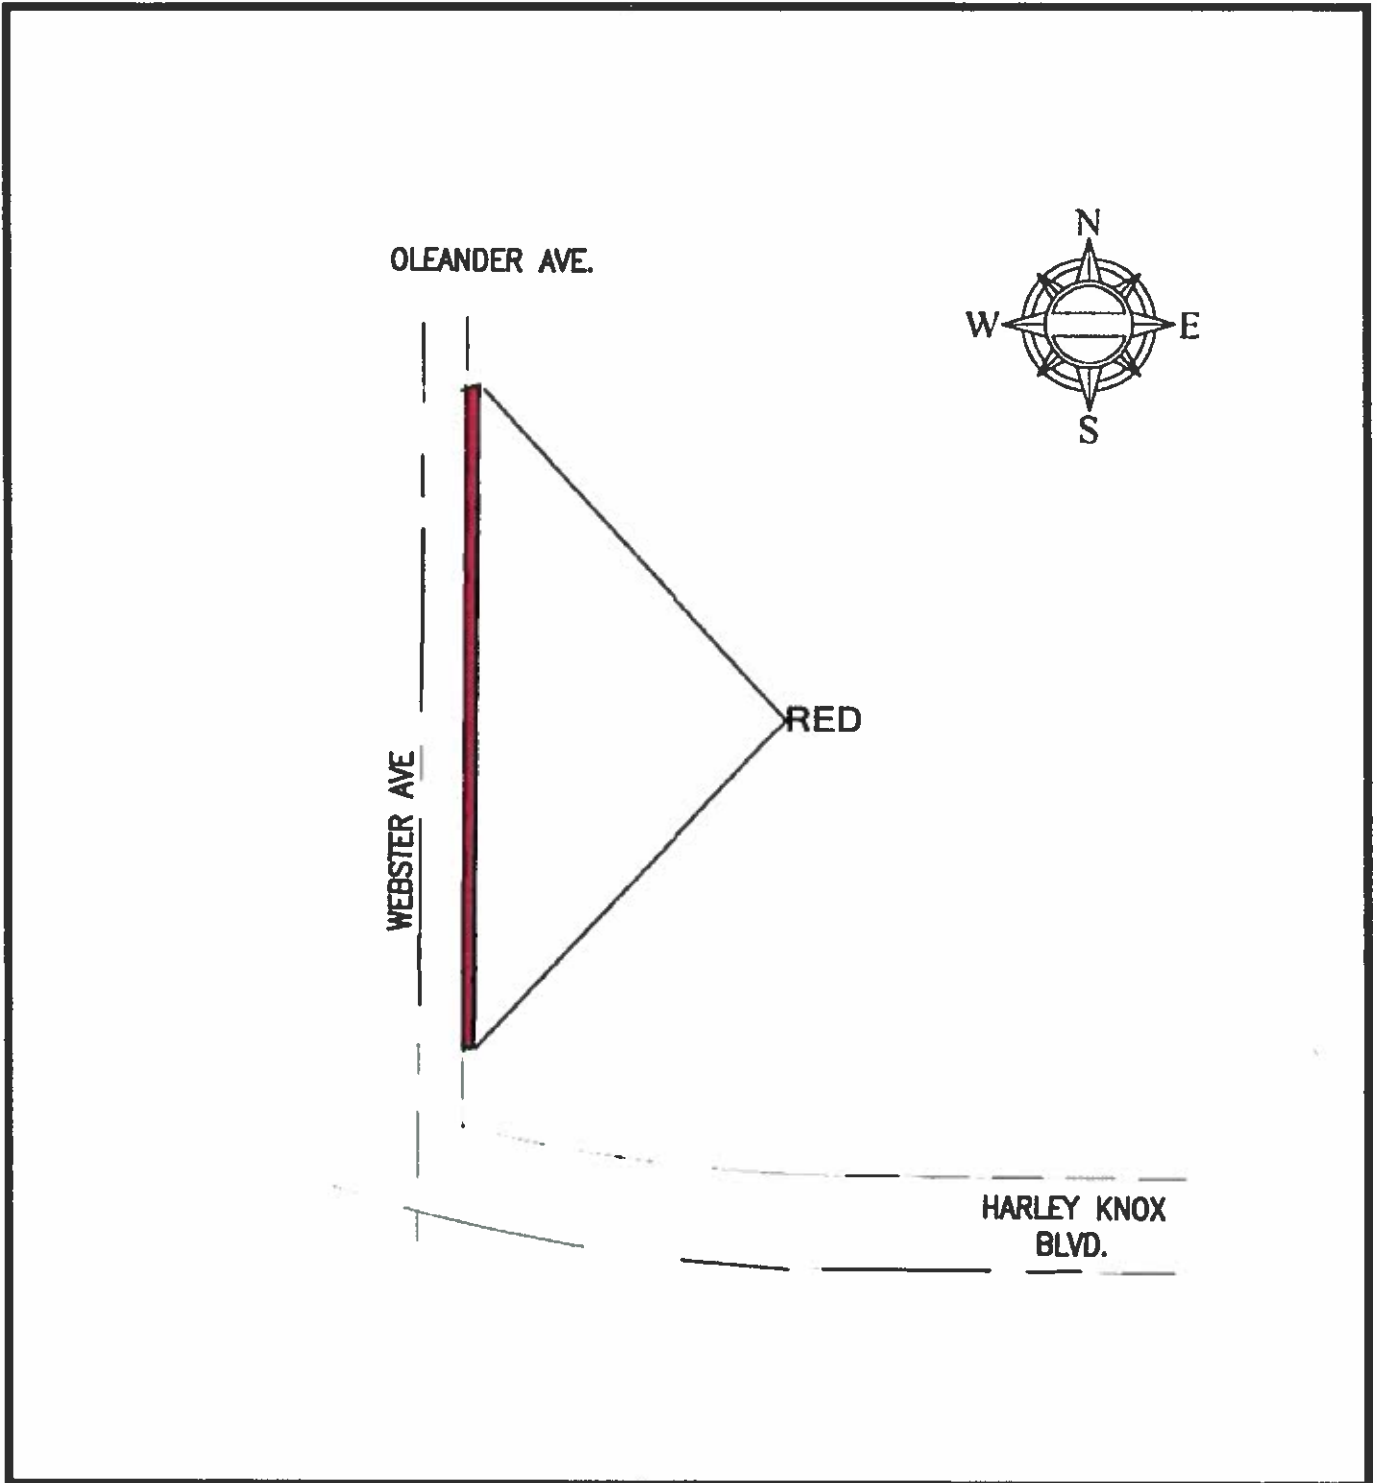 N
OLEANDER AVE.
W E
S
RED
WEBSTER AVE
HARLEY KNOX
BLVD.